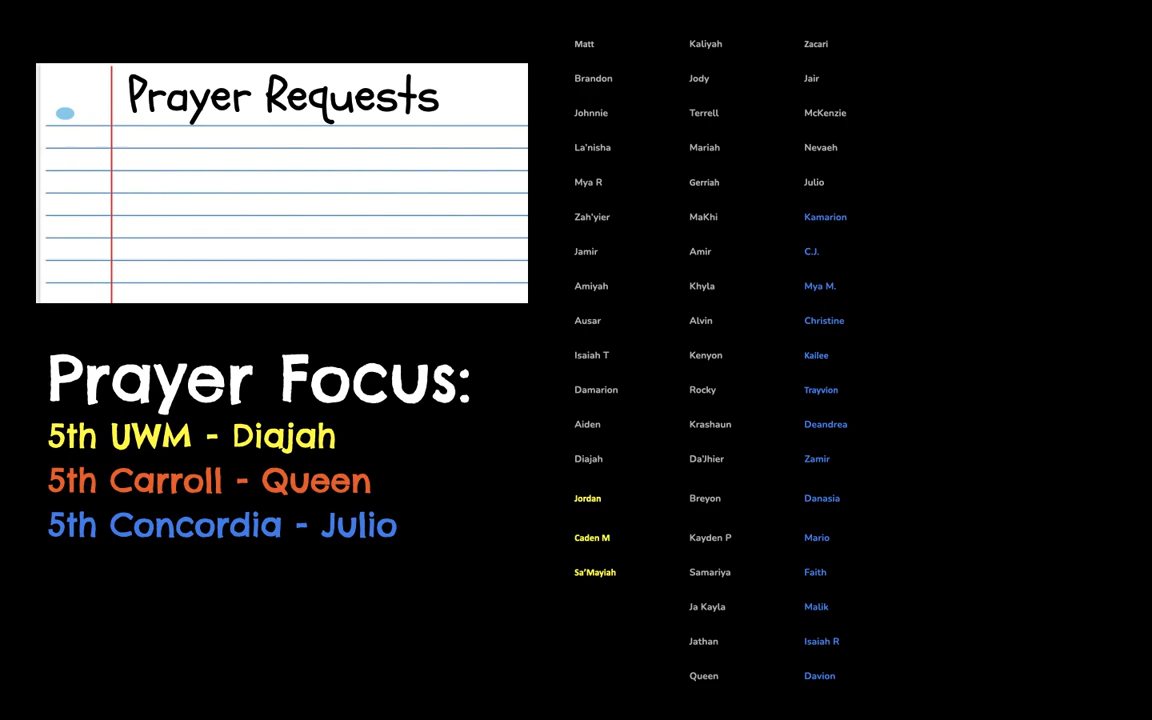 Prayer Requests
Prayer Focus:
5th UWM - Diajah
5th Carroll - Queen
5th Concordia - Julio
Matt
Brandon
Johnnie
La'nisha
Mya R
Zah'yier
Jamir
Amiyah
Ausar
Isaiah T
Damarion
Aiden
Diajah
Jordan
Caden M
Sa'Mayiah
Kaliyah
Jody
Terrell
Mariah
Gerriah
MaKhi
Amir
Khyla
Alvin
Kenyon
Rocky
Krashaun
Da'Jhier
Breyon
Kayden P
Samariya
Ja Kayla
Jathan
Queen
Zacari
Jair
McKenzie
Nevaeh
Julio
Kamarion
C.J.
Mya M.
Christine
Kailee
Trayvion
Deandrea
Zamir
Danasia
Mario
Faith
Malik
Isaiah R
Davion